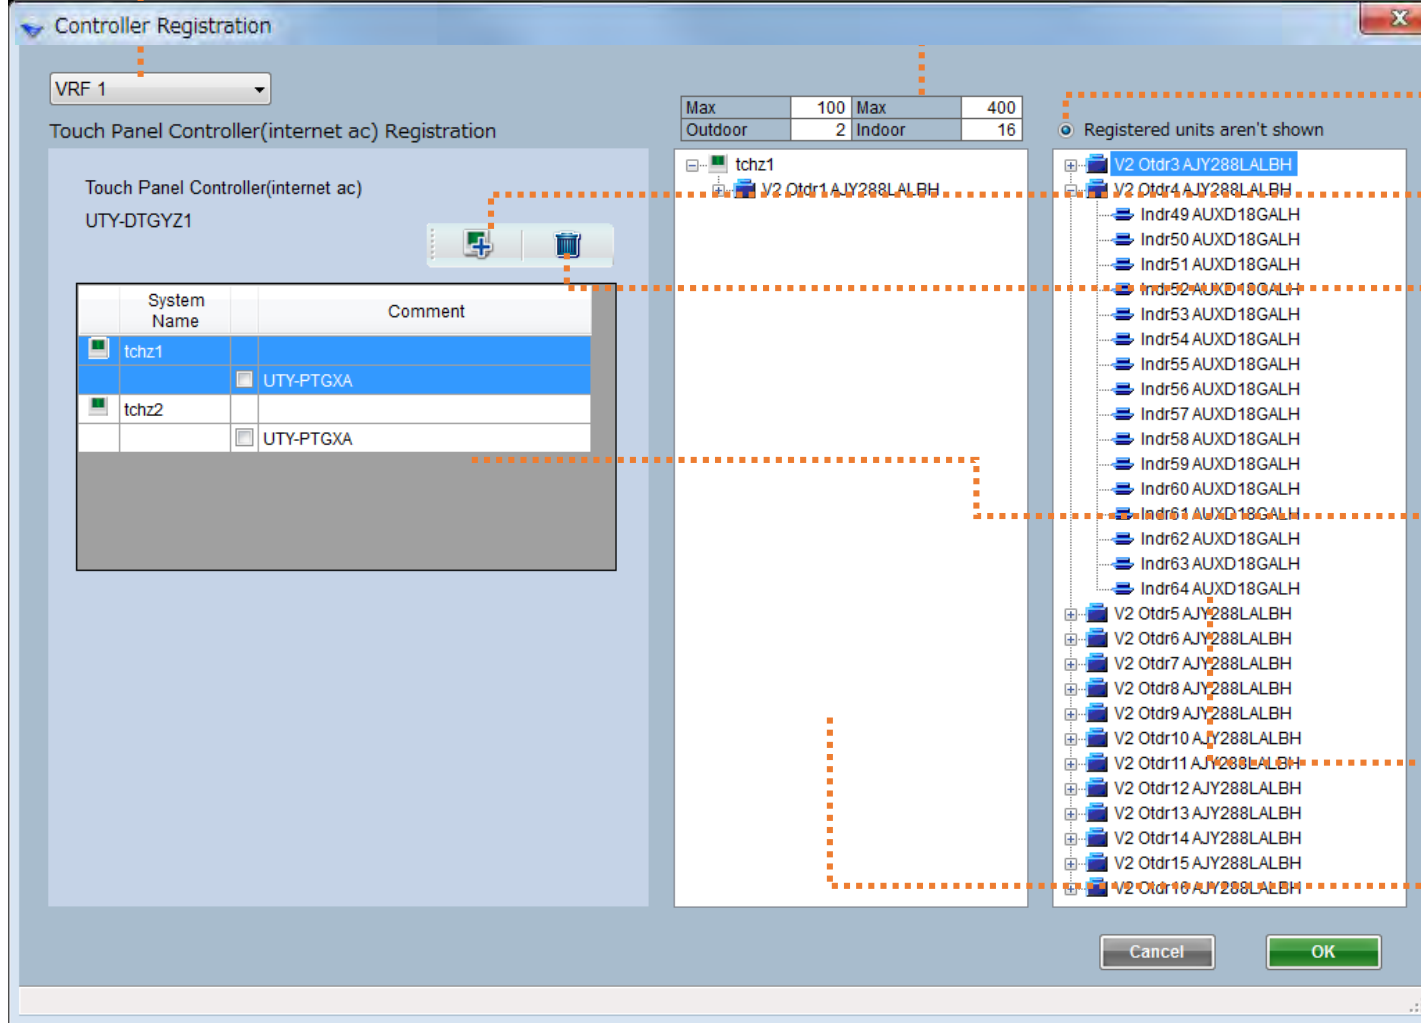 Controller Registration
VRF 1
Touch Panel Controller(internet ac) Registration
Touch Panel Controller(internet ac)
UTY-DTGYZ1
System Name
Comment
tchz1
UTY-PTGXA
tchz2
UTY-PTGXA
Max 100 Max 400
Outdoor 2 Indoor 16
tchz1
V2 Otdr1 AJY288LALBH
Registered units aren't shown
V2 Otdr3 AJY288LALBH
V2 Otdr4 AJY288LALBH
Indr49 AUXD18GALH
Indr50 AUXD18GALH
Indr51 AUXD18GALH
Indr52 AUXD18GALH
Indr53 AUXD18GALH
Indr54 AUXD18GALH
Indr55 AUXD18GALH
Indr56 AUXD18GALH
Indr57 AUXD18GALH
Indr58 AUXD18GALH
Indr59 AUXD18GALH
Indr60 AUXD18GALH
Indr61 AUXD18GALH
Indr62 AUXD18GALH
Indr63 AUXD18GALH
Indr64 AUXD18GALH
V2 Otdr5 AJY288LALBH
V2 Otdr6 AJY288LALBH
V2 Otdr7 AJY288LALBH
V2 Otdr8 AJY288LALBH
V2 Otdr9 AJY288LALBH
V2 Otdr10 AJY288LALBH
V2 Otdr11 AJY288LALBH
V2 Otdr12 AJY288LALBH
V2 Otdr13 AJY288LALBH
V2 Otdr14 AJY288LALBH
V2 Otdr15 AJY288LALBH
V2 Otdr16 AJY288LALBH
Cancel
OK